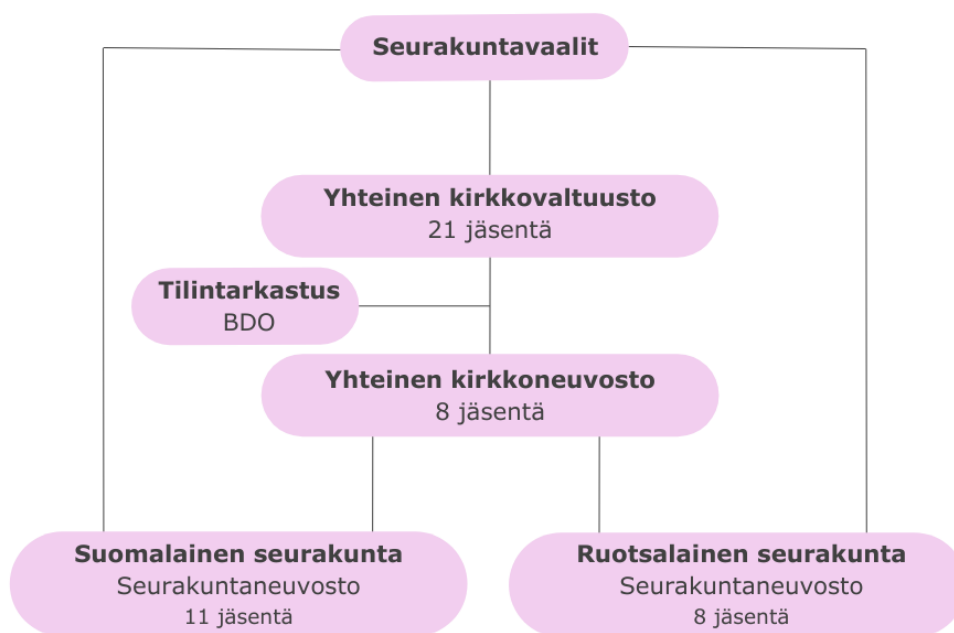 Seurakuntavaalit
Yhteinen kirkkovaltuusto
21 jäsentä
Tilintarkastus
BDO
Yhteinen kirkkoneuvosto
8 jäsentä
Suomalainen seurakunta
Seurakuntaneuvosto
11 jäsentä
Ruotsalainen seurakunta
Seurakuntaneuvosto
8 jäsentä